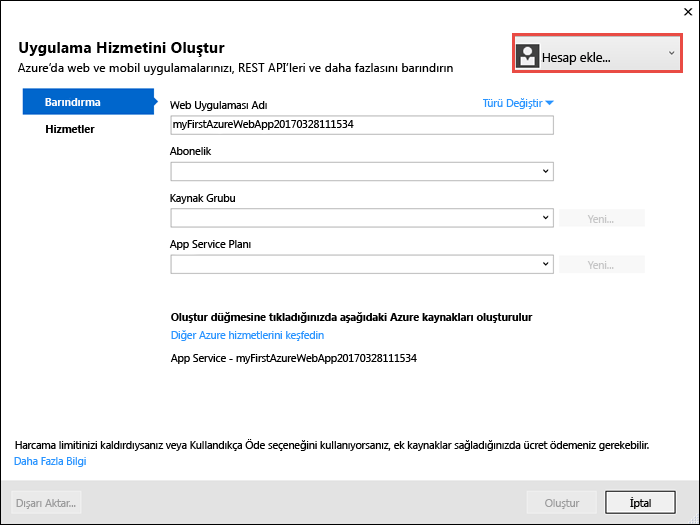 Uygulama Hizmetini Oluştur
Azure’da web ve mobil uygulamalarınızı, REST API’leri ve daha fazlasını barındırın
Hesap ekle...
Barındırma
Hizmetler
Web Uygulaması Adı
Türü Değiştir
myFirstAzureWebApp20170328111534
Abonelik
Kaynak Grubu
Yeni...
App Service Planı
Yeni...
Oluştur düğmesine tıkladığınızda aşağıdaki Azure kaynakları oluşturulur
Diğer Azure hizmetlerini keşfedin
App Service - myFirstAzureWebApp20170328111534
Harcama limitinizi kaldırdıysanız veya Kullandıkça Öde seçeneğini kullanıyorsanız, ek kaynaklar sağladığınızda ücret ödemeniz gerekebilir.
Daha Fazla Bilgi
Dışarı Aktar...
Oluştur
İptal